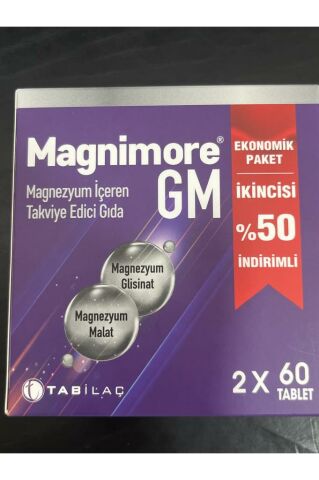 Magnimore®
GM
Magnezyum İçeren
Takviye Edici Gıda
EKONOMİK
PAKET
İKİNCİSİ
%50
İNDİRİMLİ
Magnezyum
Glisinat
Magnezyum
Malat
TABİLAÇ
2 X 60
TABLET